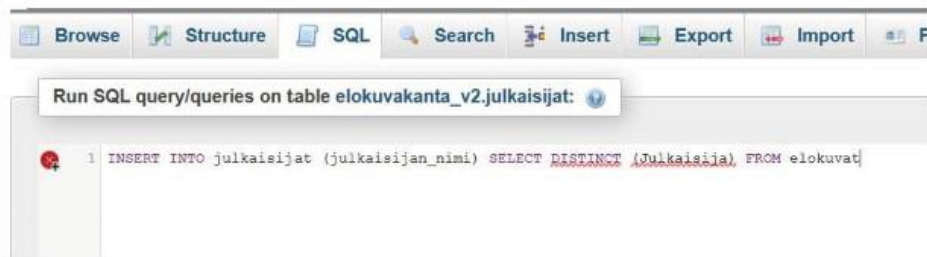 Browse Structure SQL Search Insert Export Import
Run SQL query/queries on table elokuvakanta_v2.julkaisijat:
1 INSERT INTO julkaisijat (julkaisijan_nimi) SELECT DISTINCT (Julkaisija) FROM elokuvat